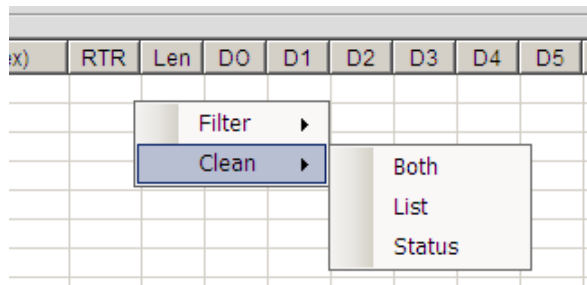 ex) RTR Len D0 D1 D2 D3 D4 D5
Filter
Clean
Both
List
Status